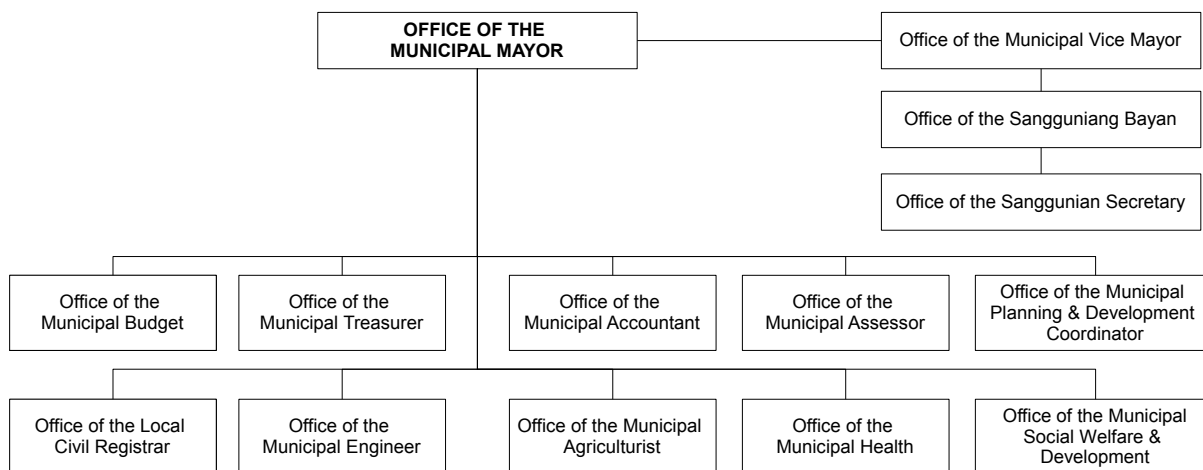 OFFICE OF THE
MUNICIPAL MAYOR
Office of the Municipal Vice Mayor
Office of the Sangguniang Bayan
Office of the Sanggunian Secretary
Office of the
Municipal Budget
Office of the
Municipal Treasurer
Office of the
Municipal Accountant
Office of the
Municipal Assessor
Office of the Municipal
Planning & Development
Coordinator
Office of the Local
Civil Registrar
Office of the
Municipal Engineer
Office of the Municipal
Agriculturist
Office of the
Municipal Health
Office of the Municipal
Social Welfare &
Development